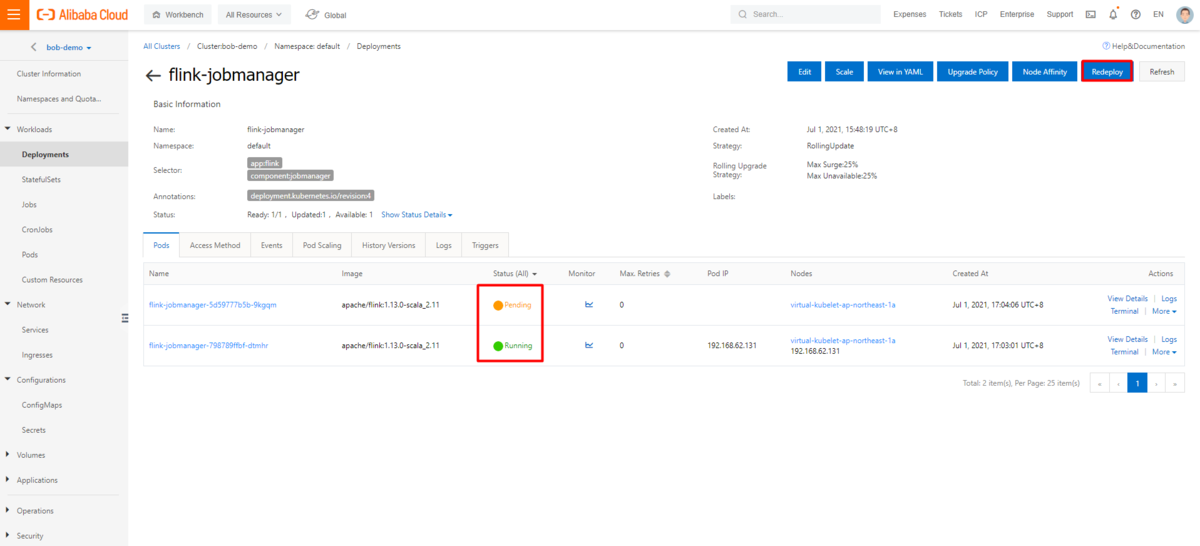 Alibaba Cloud Workbench All Resources Global Search... Expenses Tickets ICP Enterprise Support EN
bob-demo
Cluster Information
Namespaces and Quota...
Workloads
Deployments
StatefulSets
Jobs
CronJobs
Pods
Custom Resources
Network
Services
Ingresses
Configurations
ConfigMaps
Secrets
Volumes
Applications
Operations
Security
All Clusters / Cluster:bob-demo / Namespace: default / Deployments Help&Documentation
flink-jobmanager Edit Scale View in YAML Upgrade Policy Node Affinity Redeploy Refresh
Basic Information
Name: flink-jobmanager Created At: Jul 1, 2021, 15:48:19 UTC+8
Namespace: default Strategy: RollingUpdate
Selector: app:flink
component:jobmanager
Rolling Upgrade
Strategy:
Max Surge:25%
Max Unavailable:25%
Annotations: deployment.kubernetes.io/revision:4 Labels:
Status: Ready: 1/1 , Updated:1 , Available: 1 Show Status Details
Pods Access Method Events Pod Scaling History Versions Logs Triggers
Name Image Status (All) Monitor Max. Retries Pod IP Nodes Created At Actions
flink-jobmanager-5d59777b5b-9kgqm apache/flink:1.13.0-scala_2.11 Pending 0 virtual-kubelet-ap-northeast-1a Jul 1, 2021, 17:04:06 UTC+8 View Details | Logs
Terminal | More
flink-jobmanager-798789ffbf-dtmhr apache/flink:1.13.0-scala_2.11 Running 0 192.168.62.131 virtual-kubelet-ap-northeast-1a Jul 1, 2021, 17:03:01 UTC+8 View Details | Logs
192.168.62.131 Terminal | More
Total: 2 item(s), Per Page: 25 item(s) « ‹ 1 › »